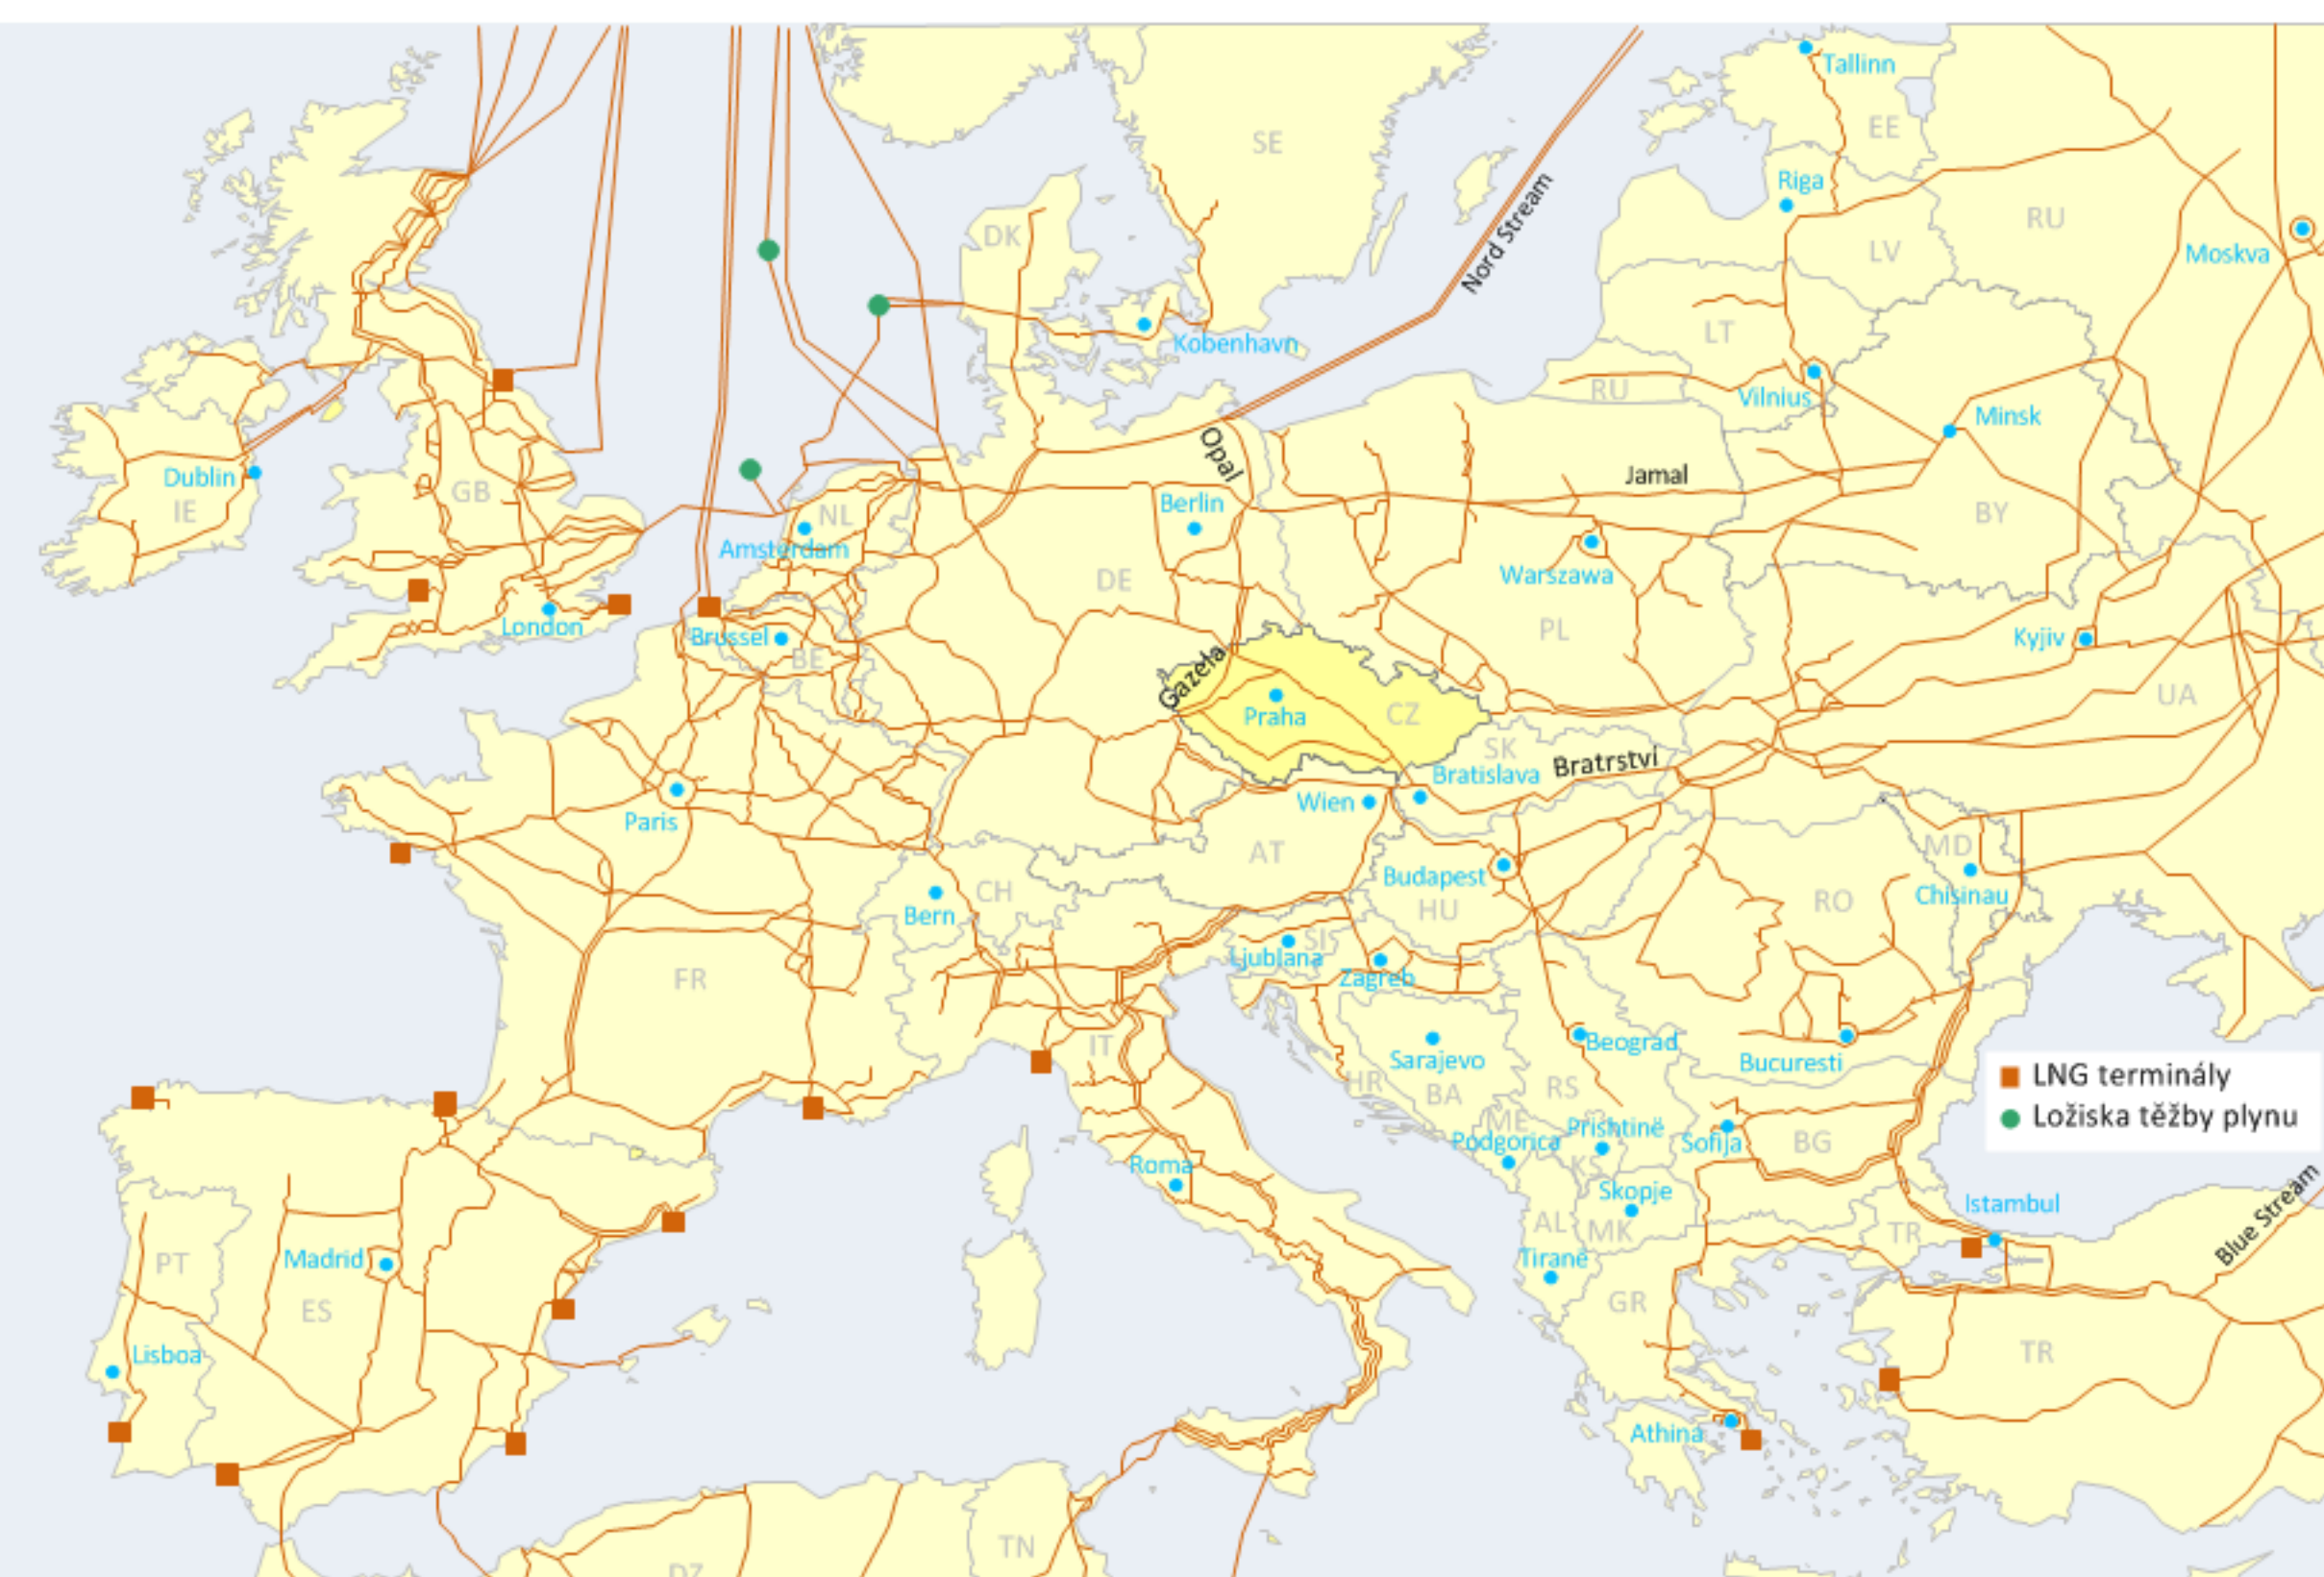 Tallinn
EE
SE
Riga
RU
DK
LV
Moskva
Nord Stream
LT
Kobenhavn
RU
Vilnius
Minsk
Opal
Jamal
Dublin
GB
IE
Berlin
NL
BY
Amsterdam
Warszawa
DE
London
Brussel
PL
Kyjiv
BE
Gazela
UA
Praha
CZ
SK
Bratrství
Bratislava
Wien
Paris
AT
MD
Budapest
CH
Chisinau
Bern
HU
RO
SI
Ljublana
Zagreb
FR
IT
Beograd
Sarajevo
Bucuresti
HR
BA
RS
LNG terminály
Ložiska těžby plynu
ME
Prishtinë
Podgorica
Sofija
BG
Roma
KS
Skopje
Istambul
AL
MK
TR
Blue Stream
Madrid
PT
Tiranë
ES
GR
Lisboa
TR
Athina
TN
DZ